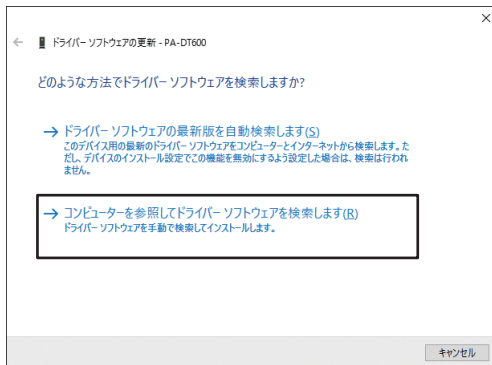 ドライバー ソフトウェアの更新 - PA-DT600
どのような方法でドライバー ソフトウェアを検索しますか?
ドライバー ソフトウェアの最新版を自動検索します(S)
このデバイス用の最新のドライバー ソフトウェアをコンピューターとインターネットから検索します。た
だし、デバイスのインストール設定でこの機能を無効にするよう設定した場合は、検索は行われ
ません。
コンピューターを参照してドライバー ソフトウェアを検索します(R)
ドライバー ソフトウェアを手動で検索してインストールします。
キャンセル